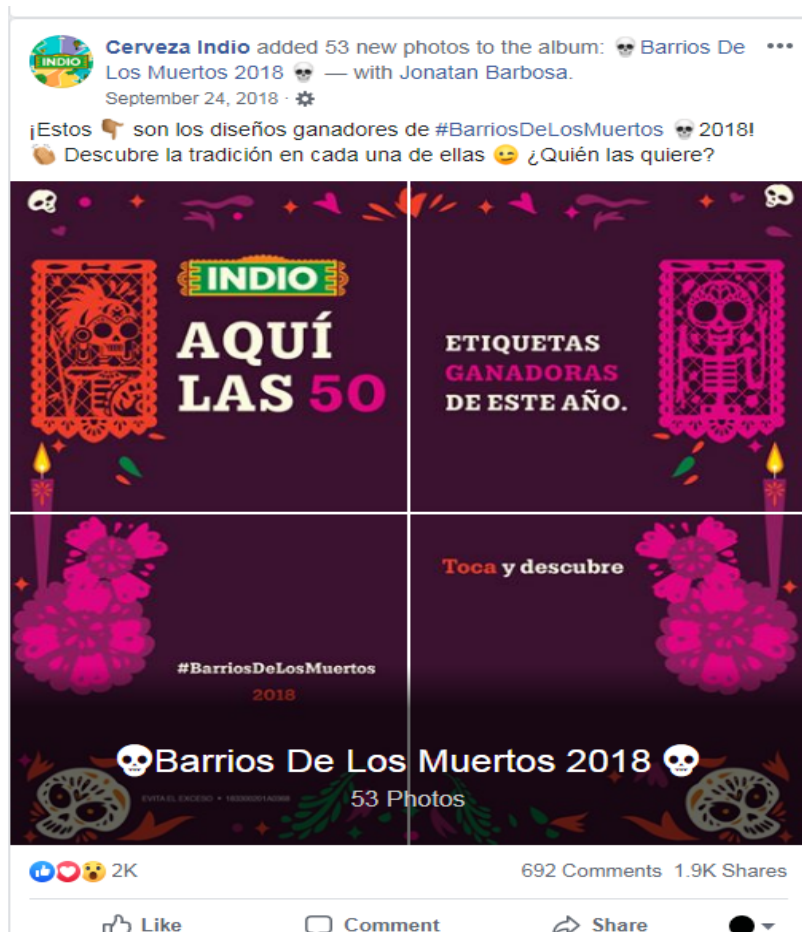 Cerveza Indio added 53 new photos to the album: 💀Barrios De
Los Muertos 2018 💀 — with Jonatan Barbosa.
September 24, 2018 ·
¡Estos 👇🏽 son los diseños ganadores de #BarriosDeLosMuertos 💀2018!
👏🏽 Descubre la tradición en cada una de ellas 😉 ¿Quién las quiere?
INDIO
INDIO
AQUÍ
LAS 50
ETIQUETAS
GANADORAS
DE ESTE AÑO.
Toca y descubre
#BarriosDeLosMuertos
2018
💀Barrios De Los Muertos 2018 💀
53 Photos
EVITA EL EXCESO •
2K
692 Comments 1.9K Shares
Like
Comment
Share